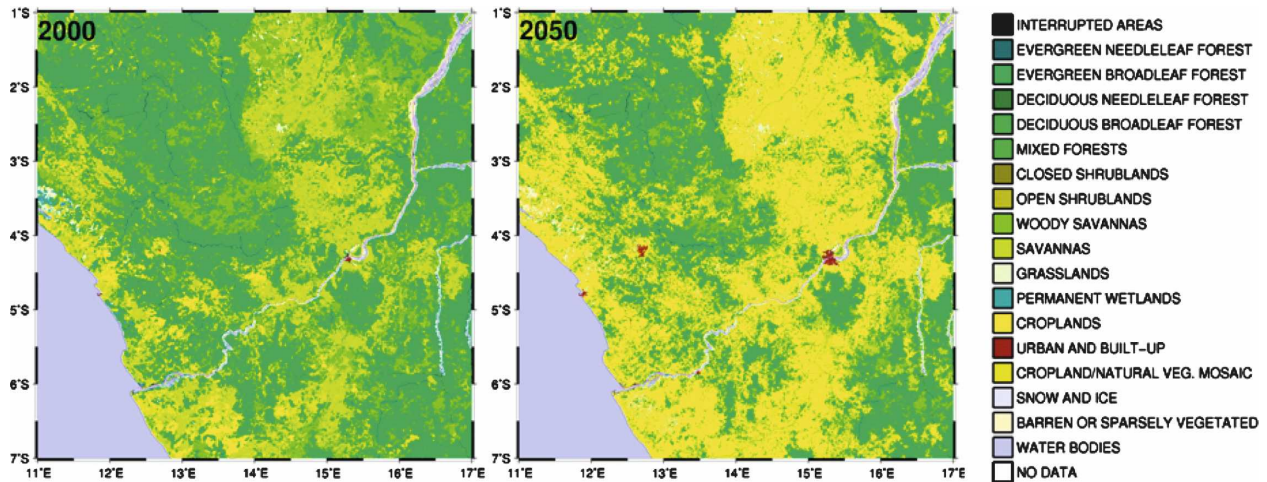 2000
1°S
2°S
3°S
4°S
5°S
6°S
7°S
11°E 12°E 13°E 14°E 15°E 16°E 17°E
2050
1°S
2°S
3°S
4°S
5°S
6°S
7°S
11°E 12°E 13°E 14°E 15°E 16°E 17°E
INTERRUPTED AREAS
EVERGREEN NEEDLELEAF FOREST
EVERGREEN BROADLEAF FOREST
DECIDUOUS NEEDLELEAF FOREST
DECIDUOUS BROADLEAF FOREST
MIXED FORESTS
CLOSED SHRUBLANDS
OPEN SHRUBLANDS
WOODY SAVANNAS
SAVANNAS
GRASSLANDS
PERMANENT WETLANDS
CROPLANDS
URBAN AND BUILT-UP
CROPLAND/NATURAL VEG. MOSAIC
SNOW AND ICE
BARREN OR SPARSELY VEGETATED
WATER BODIES
NO DATA